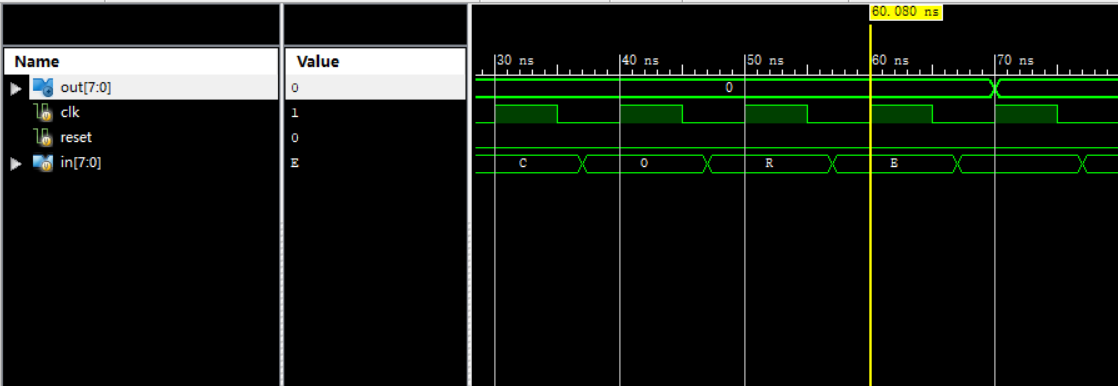 60.080 ns
Name Value
30 ns 40 ns 50 ns 60 ns 70 ns
out[7:0] 0 0
clk 1
reset 0
in[7:0] E C O R E